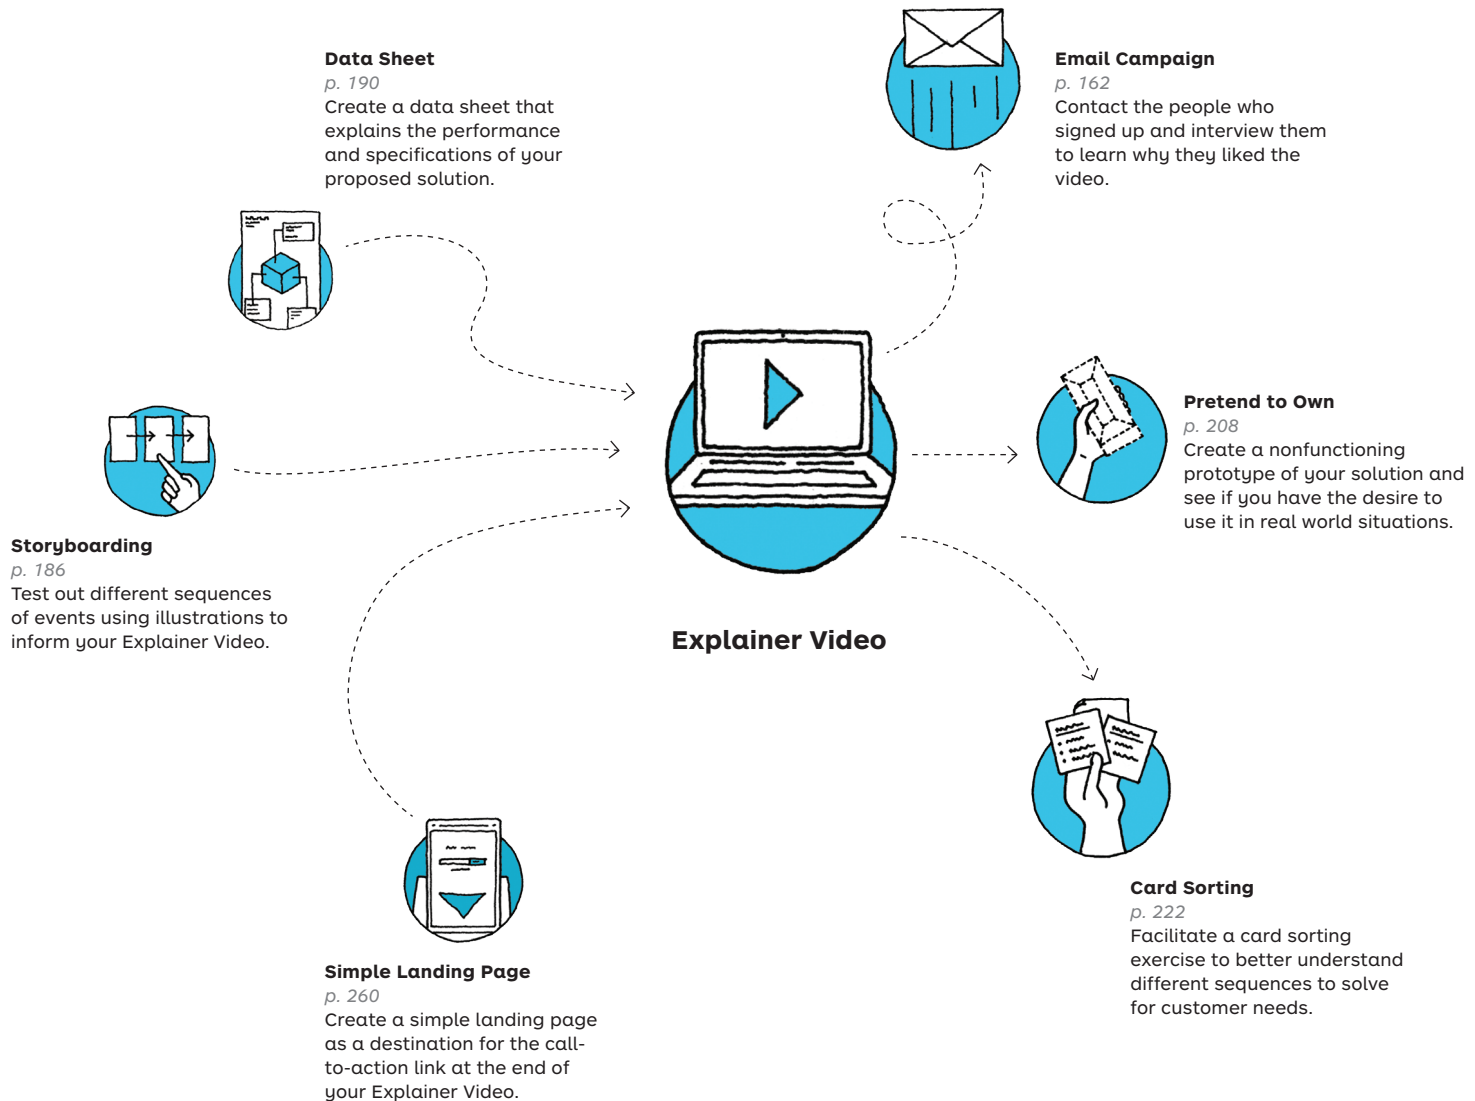 Data Sheet
p. 190
Create a data sheet that
explains the performance
and specifications of your
proposed solution.
Email Campaign
p. 162
Contact the people who
signed up and interview them
to learn why they liked the
video.
Pretend to Own
p. 208
Create a nonfunctioning
prototype of your solution and
see if you have the desire to
use it in real world situations.
Storyboarding
p. 186
Test out different sequences
of events using illustrations to
inform your Explainer Video.
Explainer Video
Card Sorting
p. 222
Facilitate a card sorting
exercise to better understand
different sequences to solve
for customer needs.
Simple Landing Page
p. 260
Create a simple landing page
as a destination for the call-
to-action link at the end of
your Explainer Video.